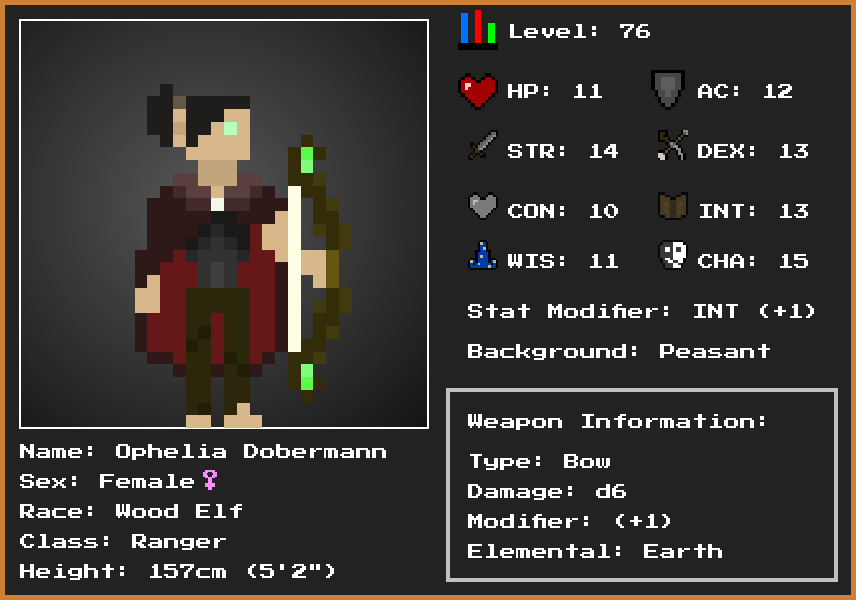 Level: 76
HP: 11 AC: 12
STR: 14 DEX: 13
CON: 10 INT: 13
WIS: 11 CHA: 15
Stat Modifier: INT (+1)
Background: Peasant
Weapon Information:
Type: Bow
Damage: d6
Modifier: (+1)
Elemental: Earth
Name: Ophelia Dobermann
Sex: Female♀
Race: Wood Elf
Class: Ranger
Height: 157cm (5'2")